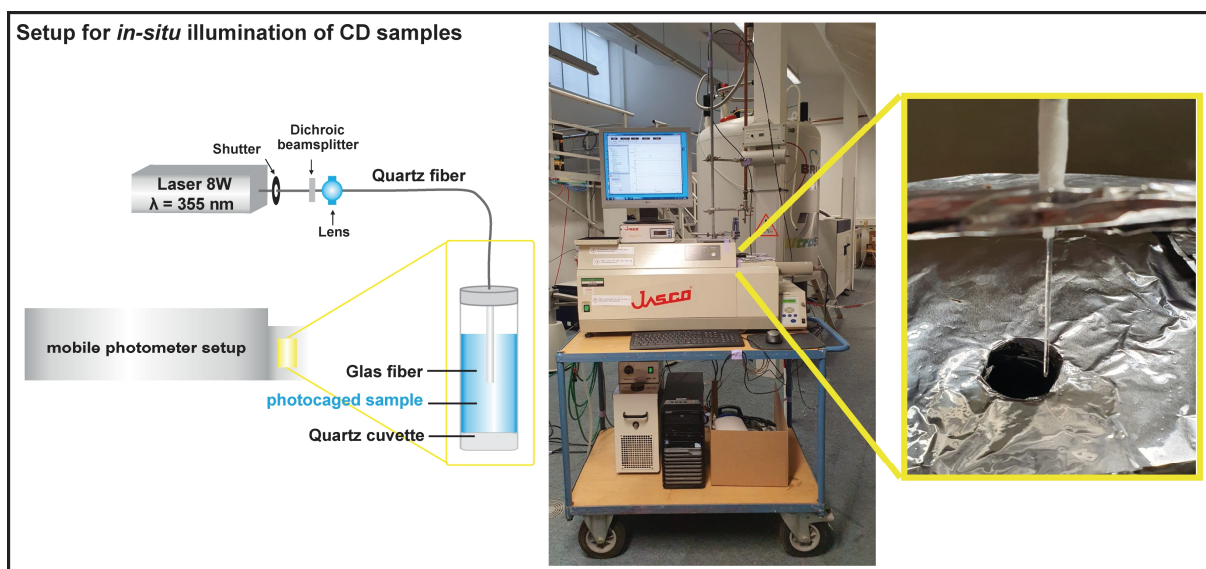 Setup for in-situ illumination of CD samples
Shutter
Dichroic
beamsplitter
Laser 8W
λ = 355 nm
Quartz fiber
Lens
mobile photometer setup
Glas fiber
photocaged sample
Quartz cuvette
JASCO
JASCO